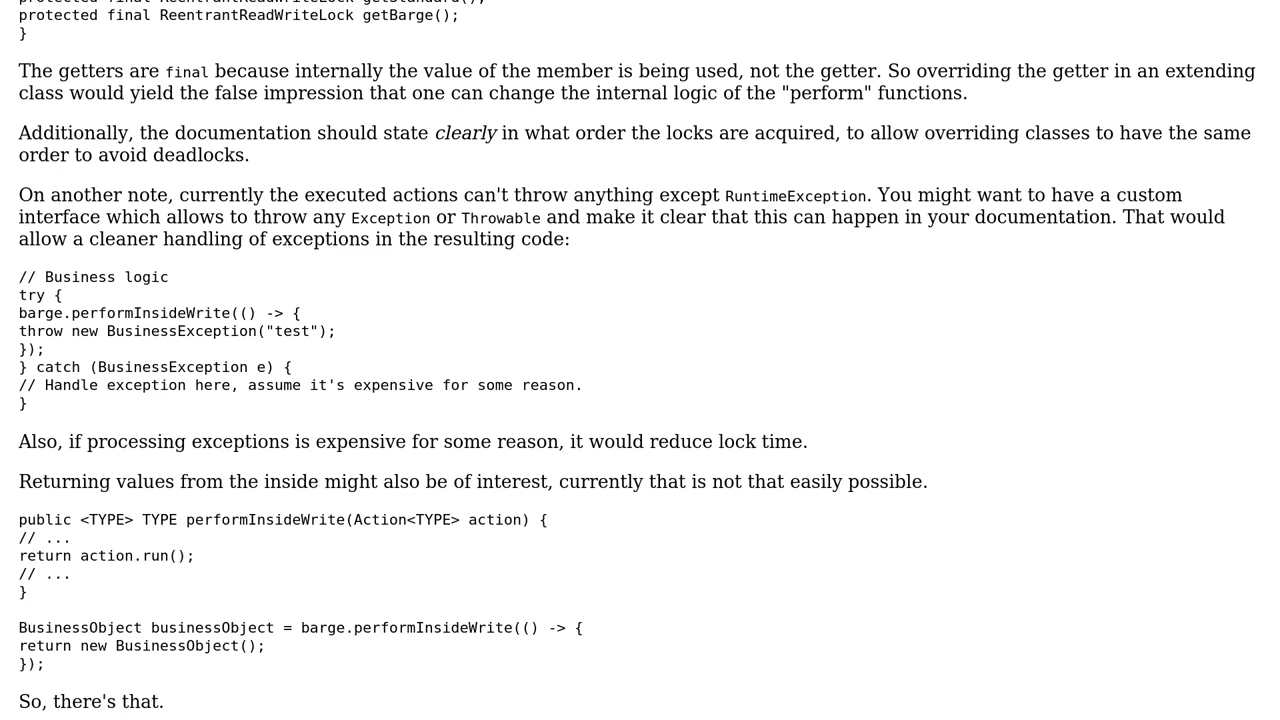 protected final ReentrantReadWriteLock getStandard();
protected final ReentrantReadWriteLock getBarge();
}
The getters are final because internally the value of the member is being used, not the getter. So overriding the getter in an extending
class would yield the false impression that one can change the internal logic of the "perform" functions.
Additionally, the documentation should state clearly in what order the locks are acquired, to allow overriding classes to have the same
order to avoid deadlocks.
On another note, currently the executed actions can't throw anything except RuntimeException. You might want to have a custom
interface which allows to throw any Exception or Throwable and make it clear that this can happen in your documentation. That would
allow a cleaner handling of exceptions in the resulting code:
// Business logic
try {
barge.performInsideWrite(() -> {
throw new BusinessException("test");
});
} catch (BusinessException e) {
// Handle exception here, assume it's expensive for some reason.
}
Also, if processing exceptions is expensive for some reason, it would reduce lock time.
Returning values from the inside might also be of interest, currently that is not that easily possible.
public <TYPE> TYPE performInsideWrite(Action<TYPE> action) {
// ...
return action.run();
// ...
}
BusinessObject businessObject = barge.performInsideWrite(() -> {
return new BusinessObject();
});
So, there's that.